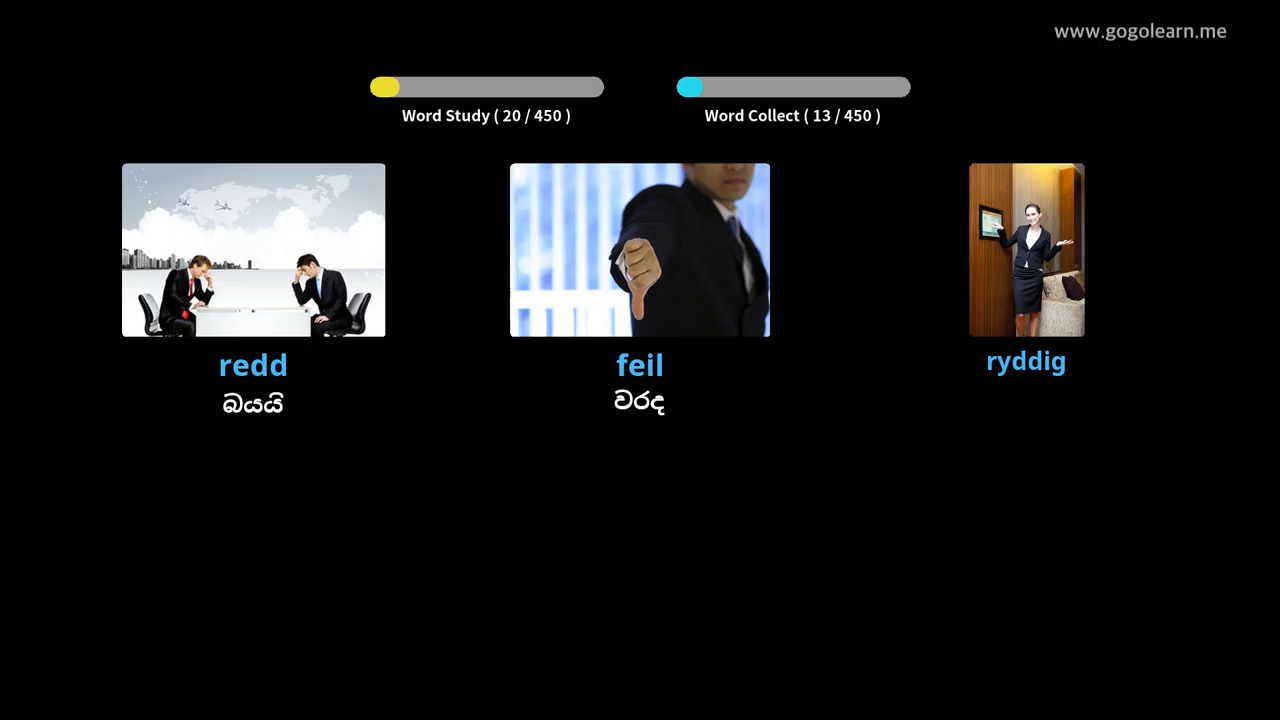 www.gogolearn.me
Word Study ( 20 / 450 )
Word Collect ( 13 / 450 )
redd
feil
ryddig
බයයි
වරද